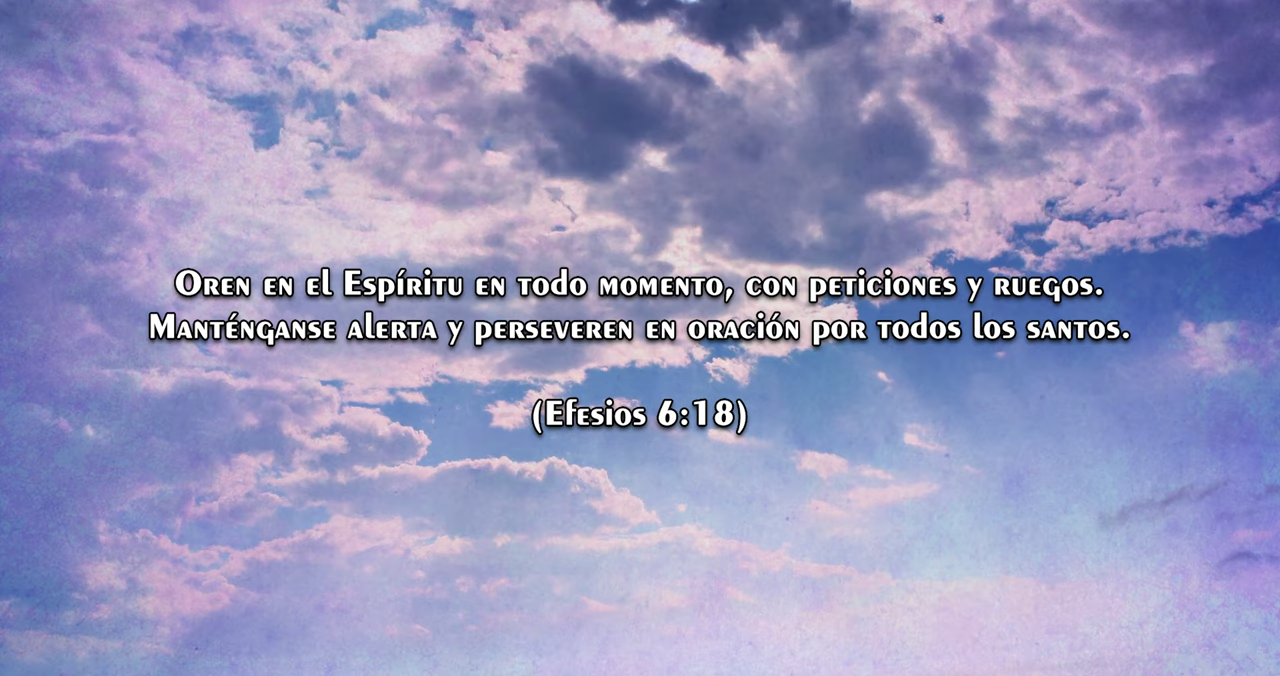 Oren en el Espíritu en todo momento, con peticiones y ruegos.
Manténganse alerta y perseveren en oración por todos los santos.
(Efesios 6:18)